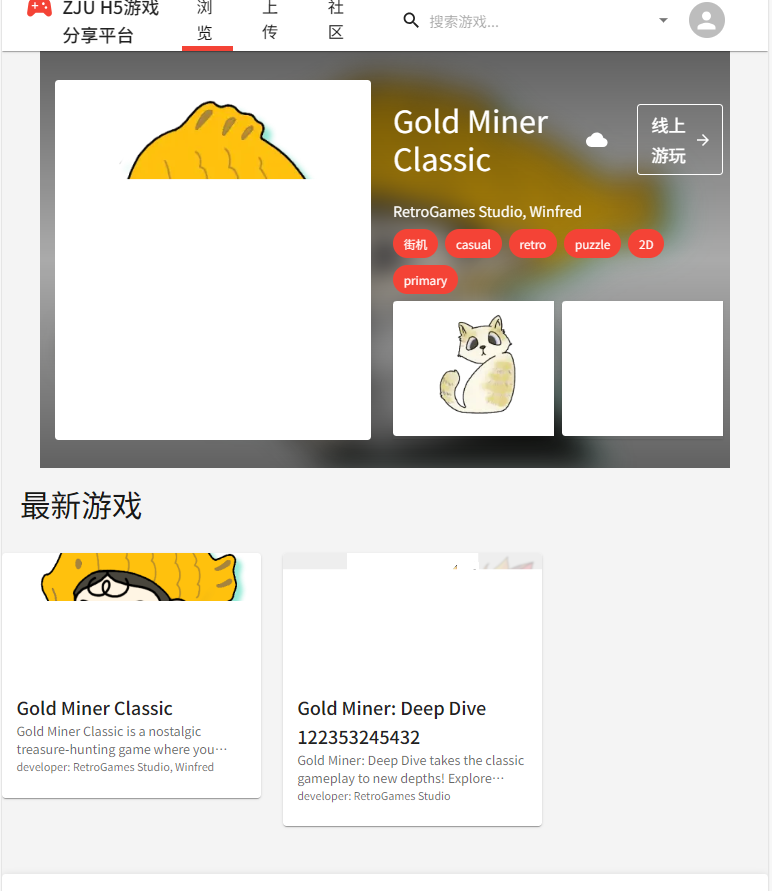 ZJU H5游戏
分享平台
浏
览
上
传
社
区
搜索游戏...
Gold Miner
Classic
线上
游玩
RetroGames Studio, Winfred
街机 casual retro puzzle 2D
primary
最新游戏
Gold Miner Classic
Gold Miner Classic is a nostalgic
treasure-hunting game where you…
developer: RetroGames Studio, Winfred
Gold Miner: Deep Dive
122353245432
Gold Miner: Deep Dive takes the classic
gameplay to new depths! Explore…
developer: RetroGames Studio